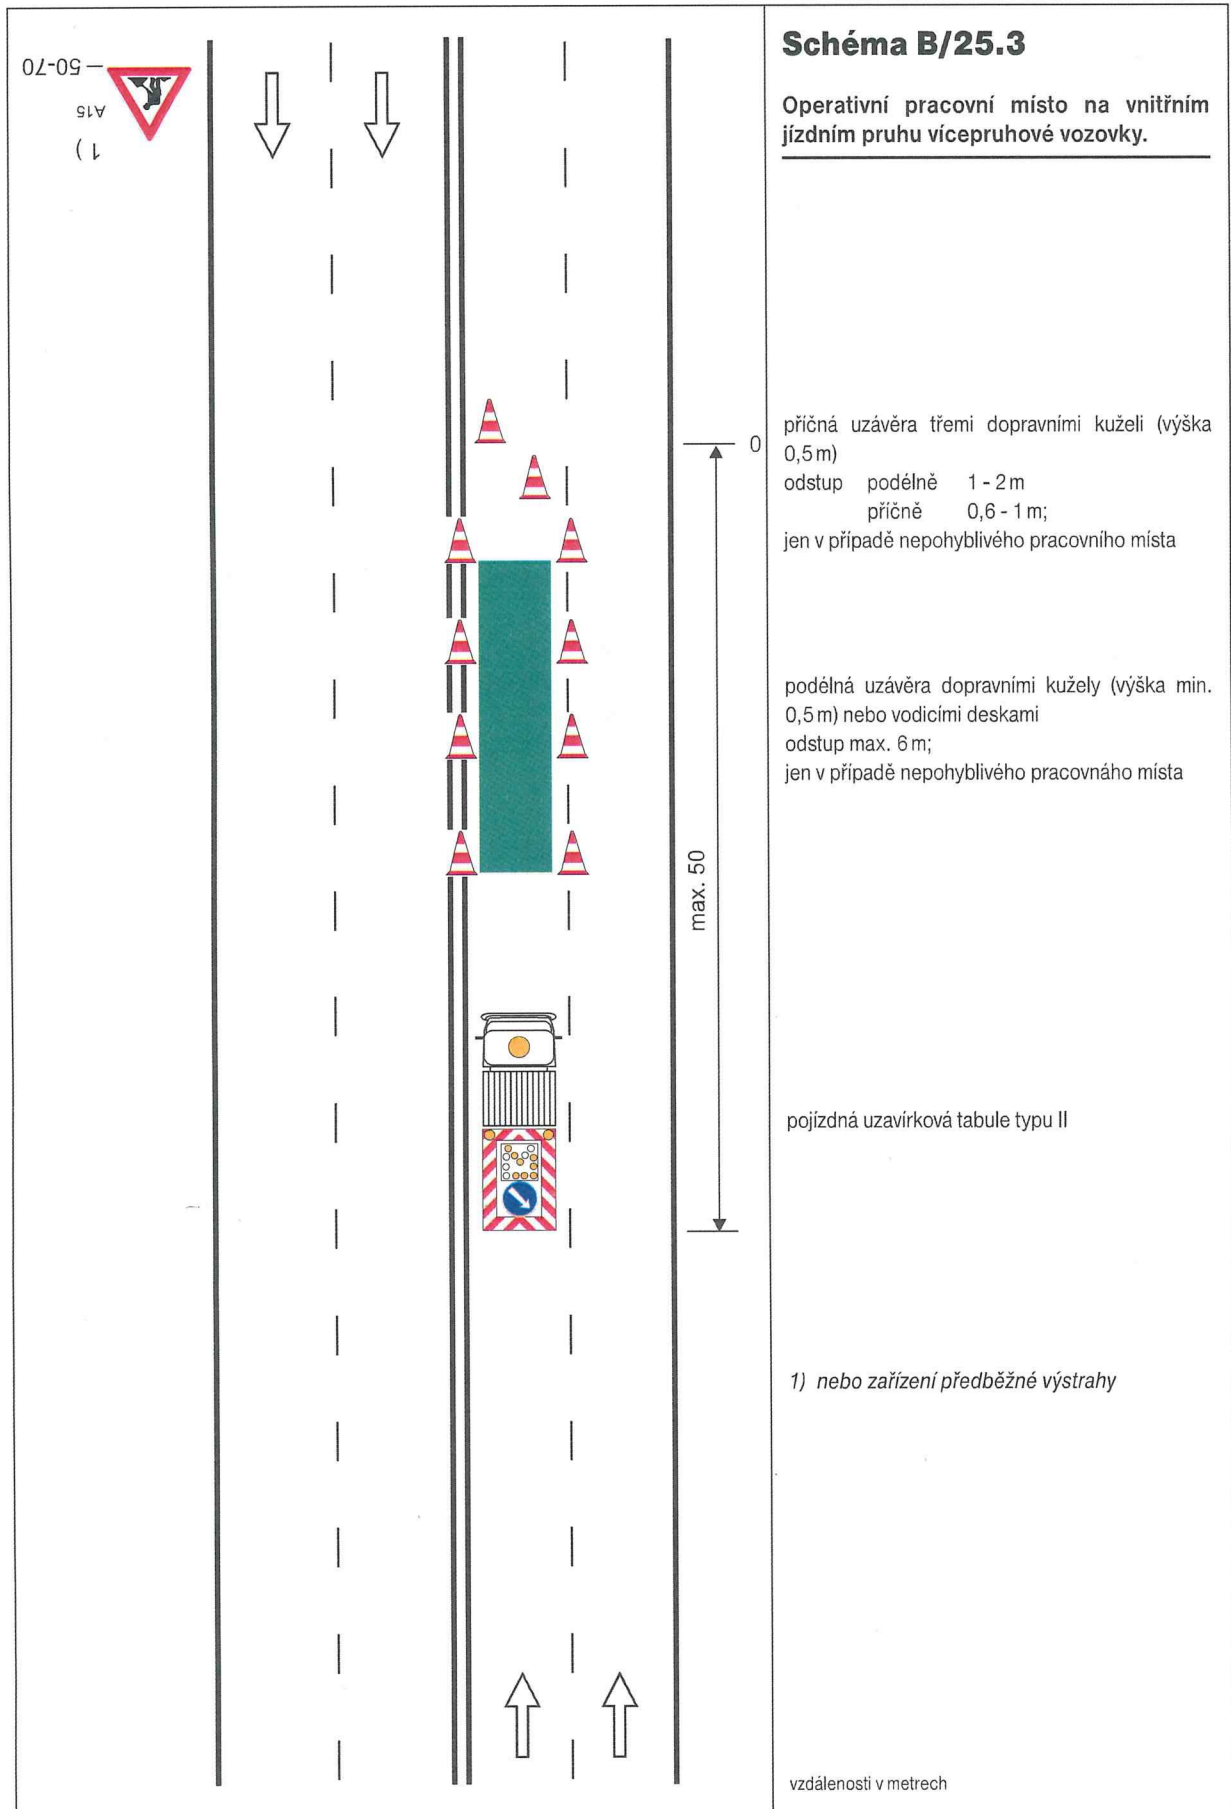 Schéma B/25.3
Operativní pracovní místo na vnitřním
jízdním pruhu vícepruhové vozovky.
50-70
A15
1)
0
příčná uzávěra třemi dopravními kuželi (výška
0,5 m)
odstup podélně 1 - 2 m
příčně 0,6 - 1 m;
jen v případě nepohyblivého pracovního místa
podélná uzávěra dopravními kužely (výška min.
0,5 m) nebo vodicími deskami
odstup max. 6 m;
jen v případě nepohyblivého pracovnáho místa
max. 50
pojízdná uzavírková tabule typu II
1) nebo zařízení předběžné výstrahy
vzdálenosti v metrech